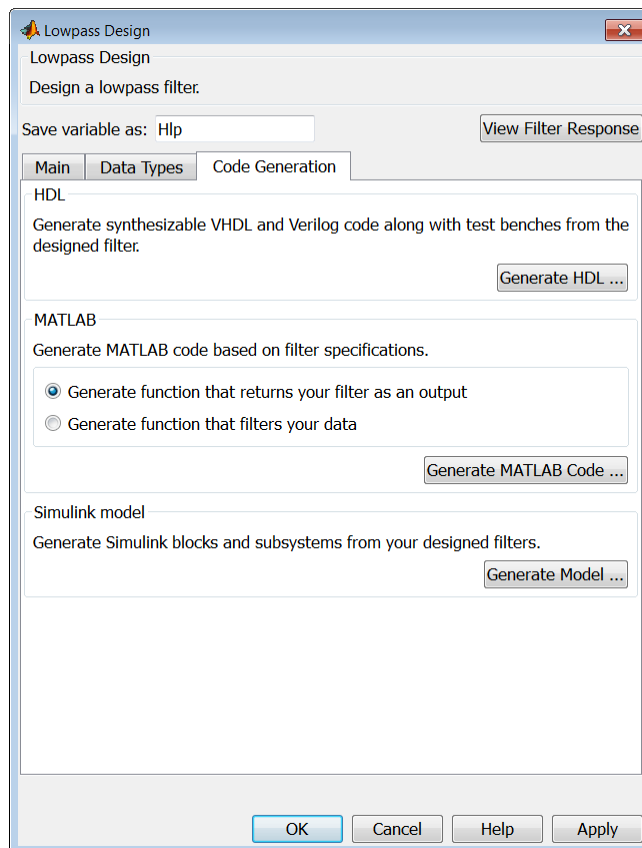 Lowpass Design
Lowpass Design
Design a lowpass filter.
Save variable as: Hlp
View Filter Response
Main Data Types Code Generation
HDL
Generate synthesizable VHDL and Verilog code along with test benches from the
designed filter.
Generate HDL ...
MATLAB
Generate MATLAB code based on filter specifications.
Generate function that returns your filter as an output
Generate function that filters your data
Generate MATLAB Code ...
Simulink model
Generate Simulink blocks and subsystems from your designed filters.
Generate Model ...
OK Cancel Help Apply